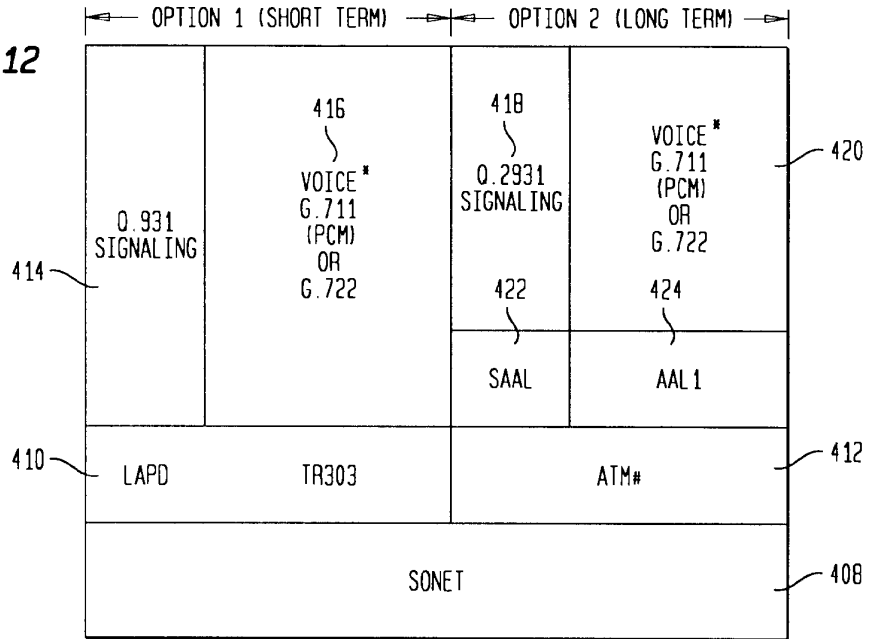 OPTION 1 (SHORT TERM)
OPTION 2 (LONG TERM)
12
416
418
VOICE*
G.711
(PCM)
OR
G.722
420
Q.2931
SIGNALING
VOICE*
G.711
(PCM)
OR
G.722
Q.931
SIGNALING
414
422
424
SAAL
AAL1
410
LAPD
TR303
ATM#
412
SONET
408